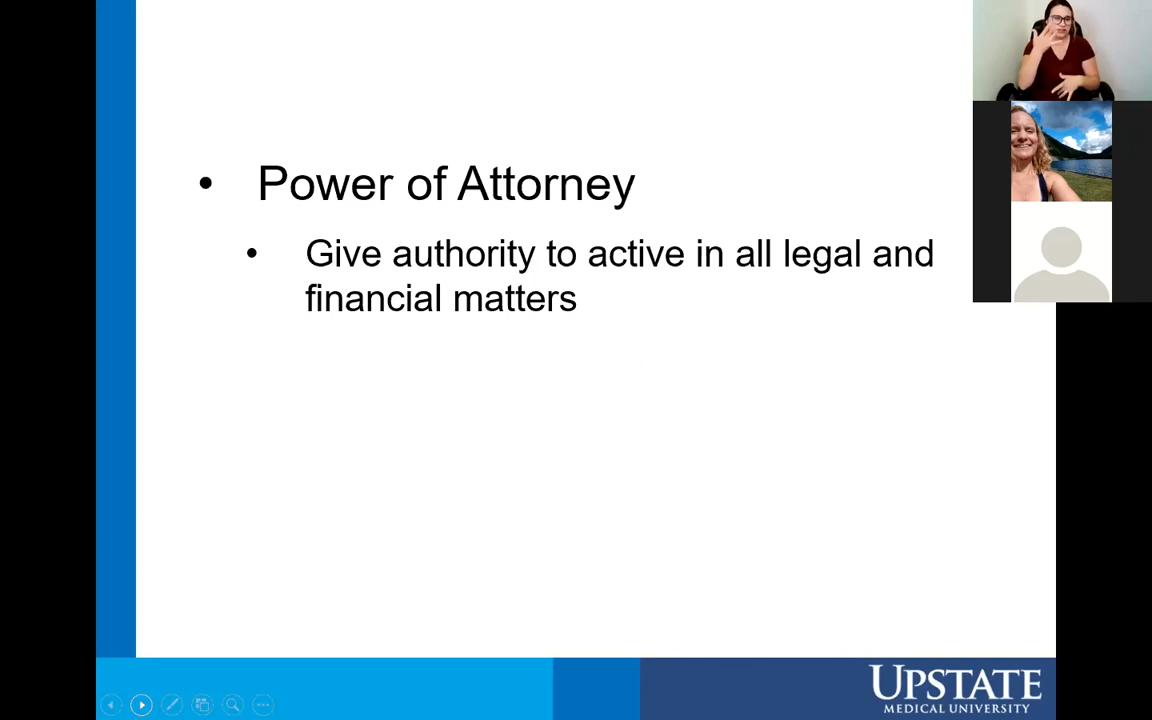 • Power of Attorney
• Give authority to active in all legal and
financial matters
UPSTATE
MEDICAL UNIVERSITY